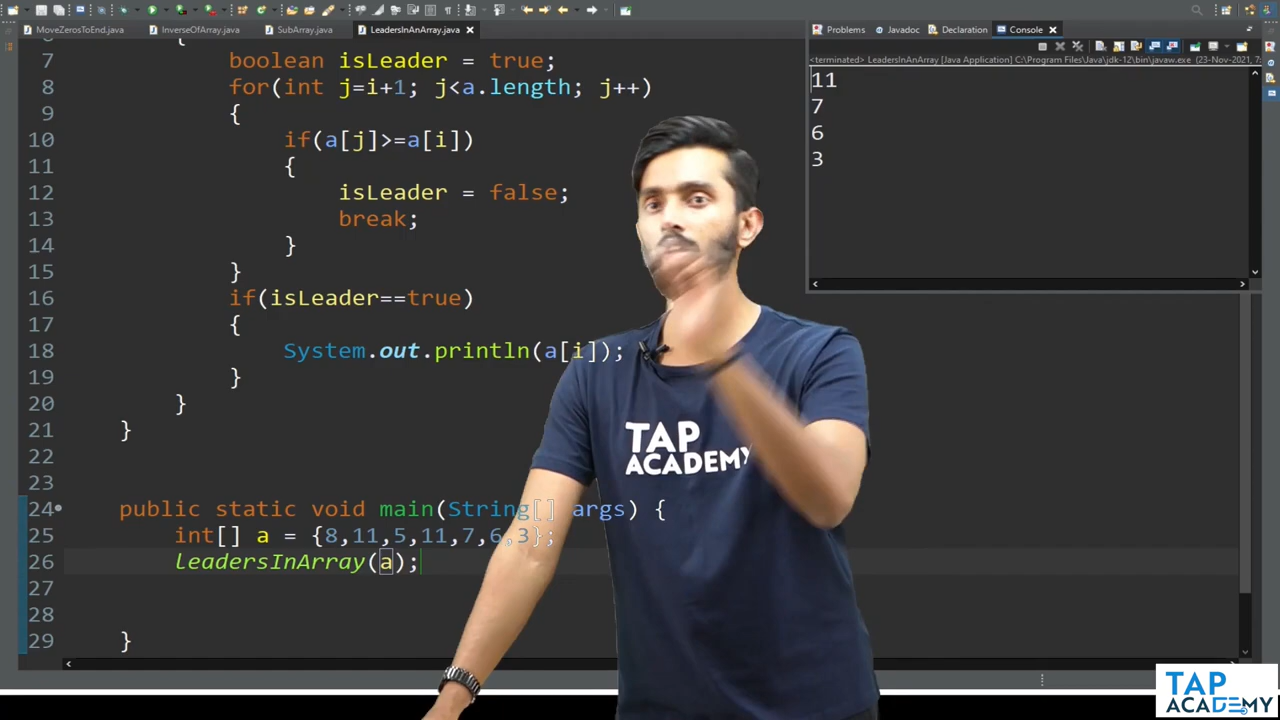 MoveZerosToEnd.java
InverseOfArray.java
SubArray.java
LeadersInAnArray.java
Problems
Javadoc
Declaration
Console
<terminated> LeadersInAnArray [Java Application] C:\Program Files\Java\jdk-12\bin\javaw.exe (23-Nov-2021, 7:
11
7
6
3
{
7 boolean isLeader = true;
8 for(int j=i+1; j<a.length; j++)
9 {
10 if(a[j]>=a[i])
11 {
12 isLeader = false;
13 break;
14 }
15 }
16 if(isLeader==true)
17 {
18 System.out.println(a[i]);
19 }
20 }
21 }
22
23
24 public static void main(String[] args) {
25 int[] a = {8,11,5,11,7,6,3};
26 leadersInArray(a);
27
28
29 }
TAP
ACADEMY
TAP
ACADEMY